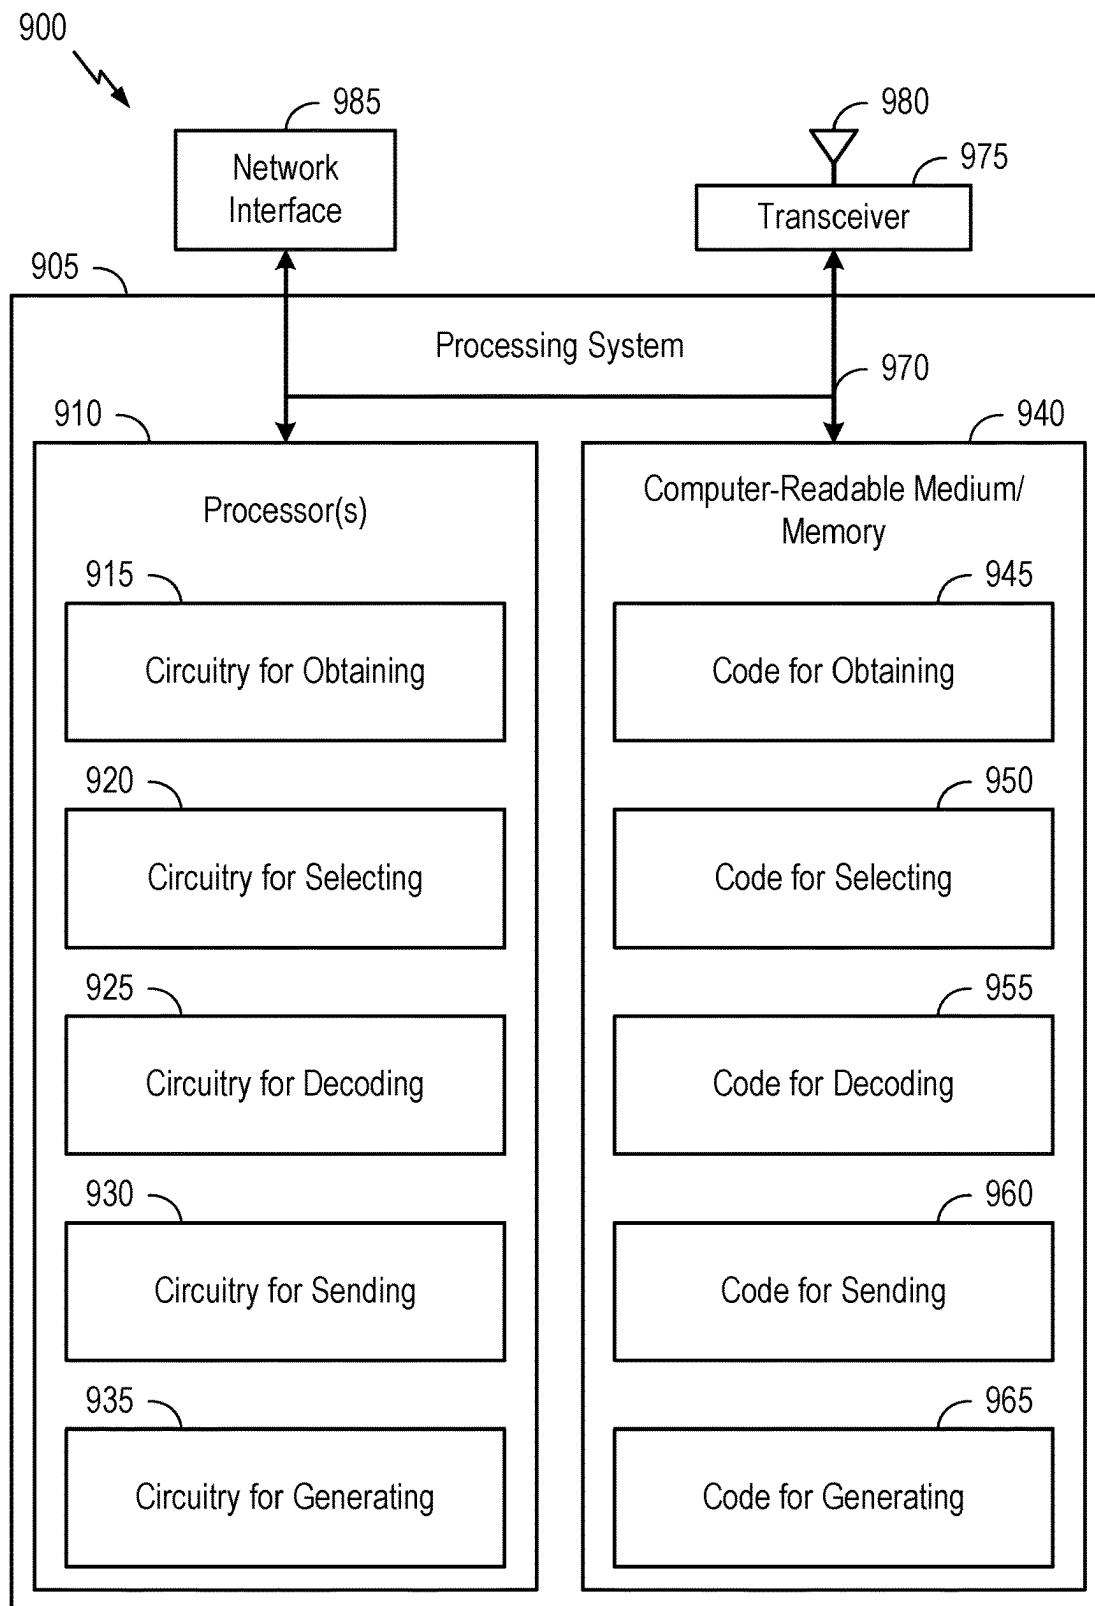 900
985
980
Network
Interface
975
Transceiver
905
Processing System
970
910
940
Processor(s)
Computer-Readable Medium/
Memory
915
945
Circuitry for Obtaining
Code for Obtaining
920
950
Circuitry for Selecting
Code for Selecting
925
955
Circuitry for Decoding
Code for Decoding
930
960
Circuitry for Sending
Code for Sending
935
965
Circuitry for Generating
Code for Generating